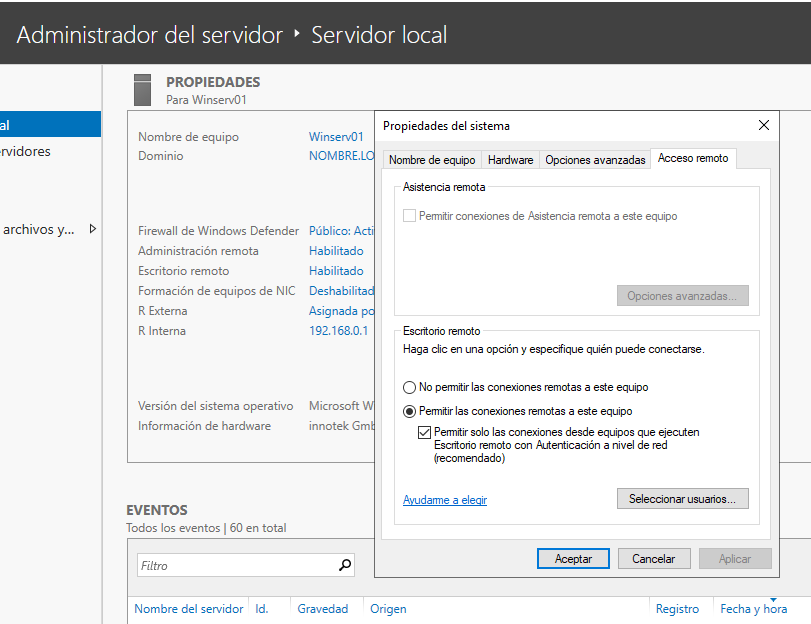 Administrador del servidor ‣ Servidor local
al
rvidores
archivos y...
PROPIEDADES
Para Winserv01
Nombre de equipo Winserv01
Dominio NOMBRE.LO
Firewall de Windows Defender Público: Acti
Administración remota Habilitado
Escritorio remoto Habilitado
Formación de equipos de NIC Deshabilitad
R Externa Asignada po
R Interna 192.168.0.1
Versión del sistema operativo Microsoft W
Información de hardware innotek Gmb
Propiedades del sistema
Nombre de equipo Hardware Opciones avanzadas Acceso remoto
Asistencia remota
Permitir conexiones de Asistencia remota a este equipo
Opciones avanzadas...
Escritorio remoto
Haga clic en una opción y especifique quién puede conectarse.
No permitir las conexiones remotas a este equipo
Permitir las conexiones remotas a este equipo
Permitir solo las conexiones desde equipos que ejecuten
Escritorio remoto con Autenticación a nivel de red
(recomendado)
Ayudarme a elegir
Seleccionar usuarios...
Aceptar Cancelar Aplicar
EVENTOS
Todos los eventos | 60 en total
Filtro
Nombre del servidor Id. Gravedad Origen Registro Fecha y hora